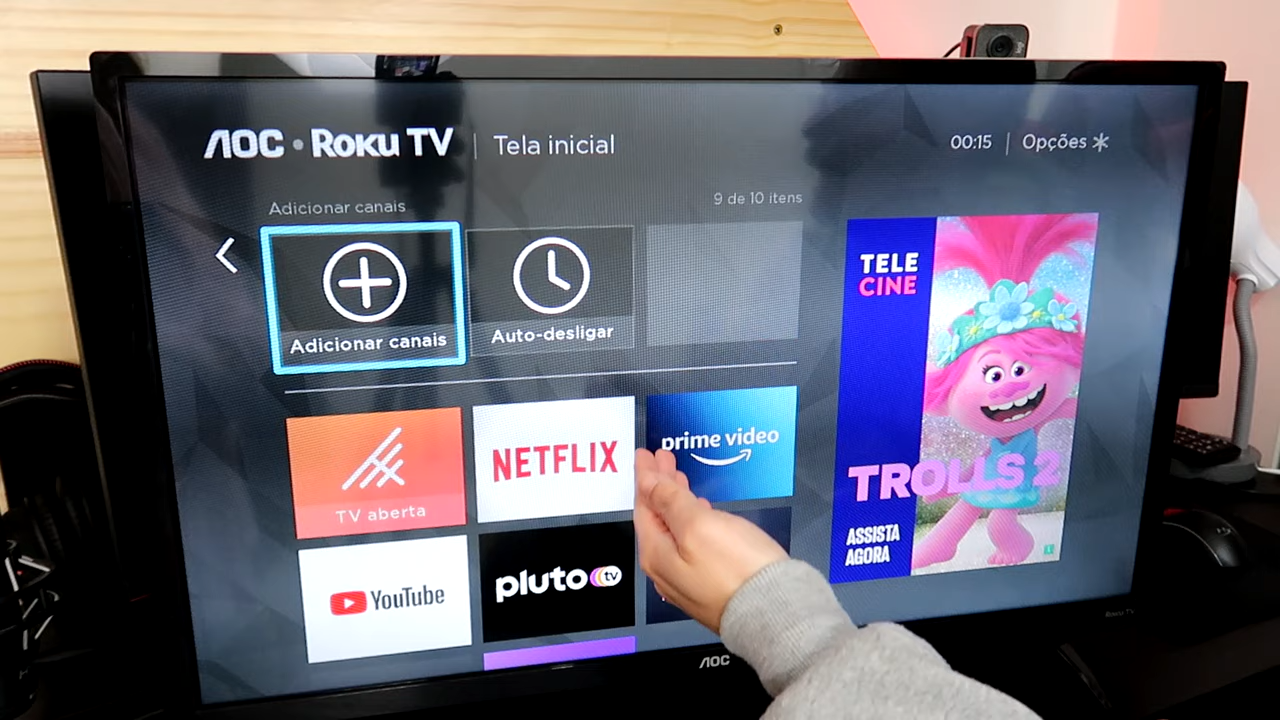 AOC • Roku TV | Tela inicial
00:15 | Opções
Adicionar canais
9 de 10 itens
Adicionar canais
Auto-desligar
TELE
CINE
TV aberta
NETFLIX
prime video
TROLLS 2
ASSISTA
AGORA
L
YouTube
pluto tv
AOC
Roku TV